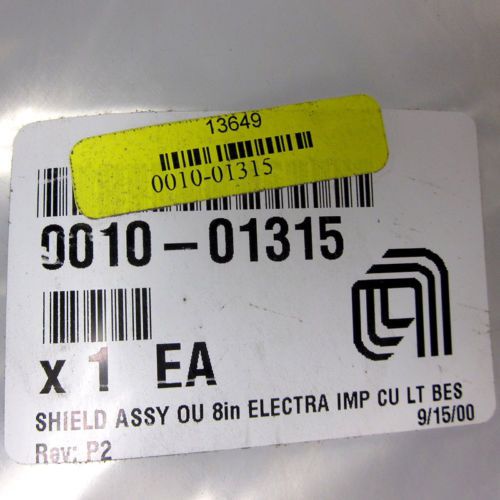 13649
0010-01315
0010-01315
x 1 EA
SHIELD ASSY OU 8in ELECTRA IMP CU LT BES
9/15/00
Rev: P2